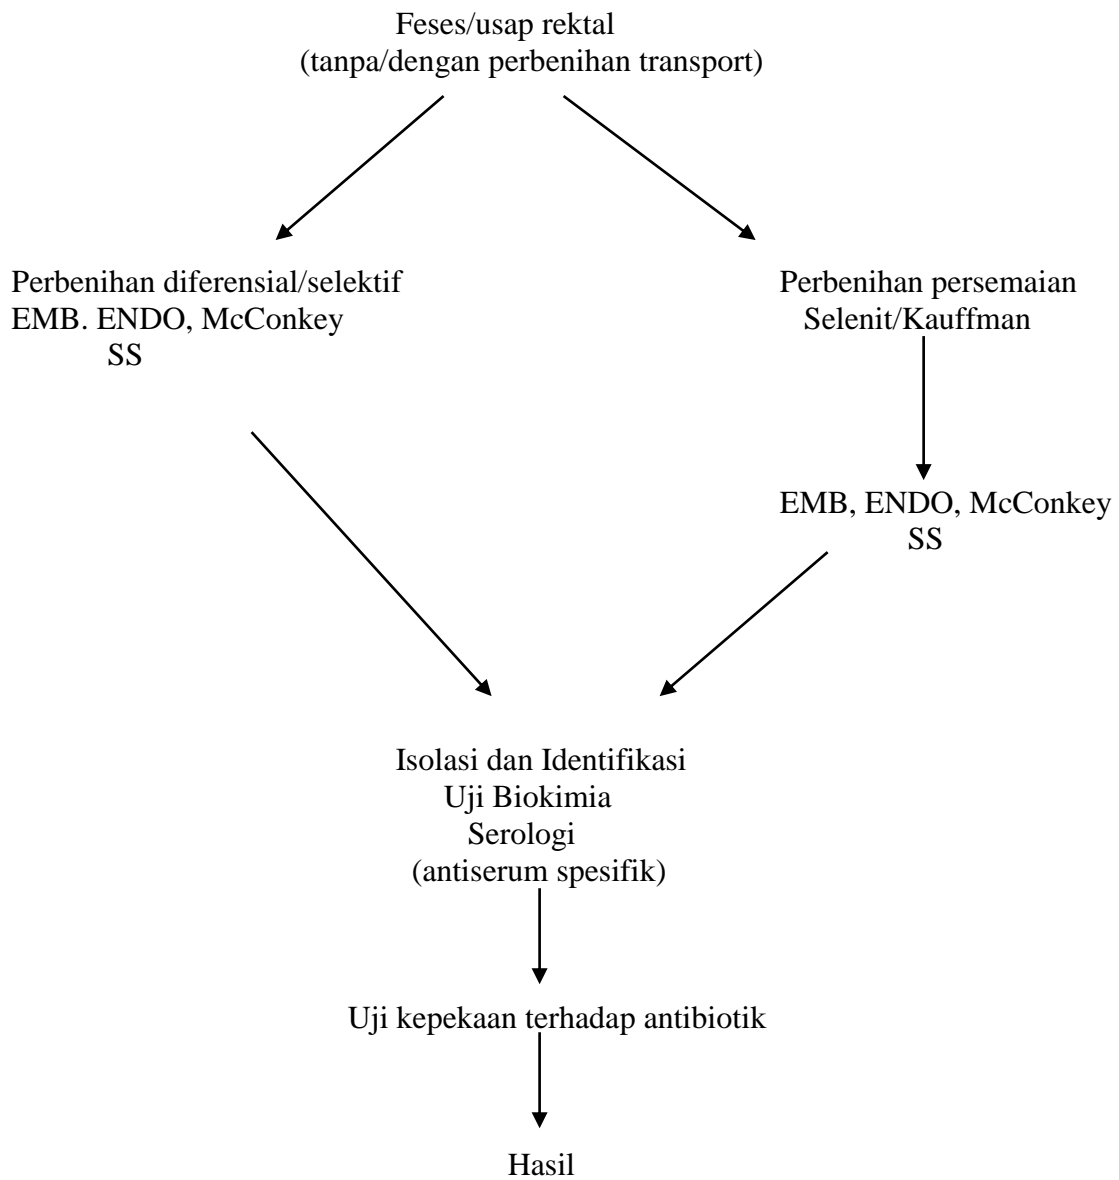 Feses/usap rektal
(tanpa/dengan perbenihan transport)
Perbenihan diferensial/selektif
EMB. ENDO, McConkey
SS
Perbenihan persemaian
Selenit/Kauffman
EMB, ENDO, McConkey
SS
Isolasi dan Identifikasi
Uji Biokimia
Serologi
(antiserum spesifik)
Uji kepekaan terhadap antibiotik
Hasil